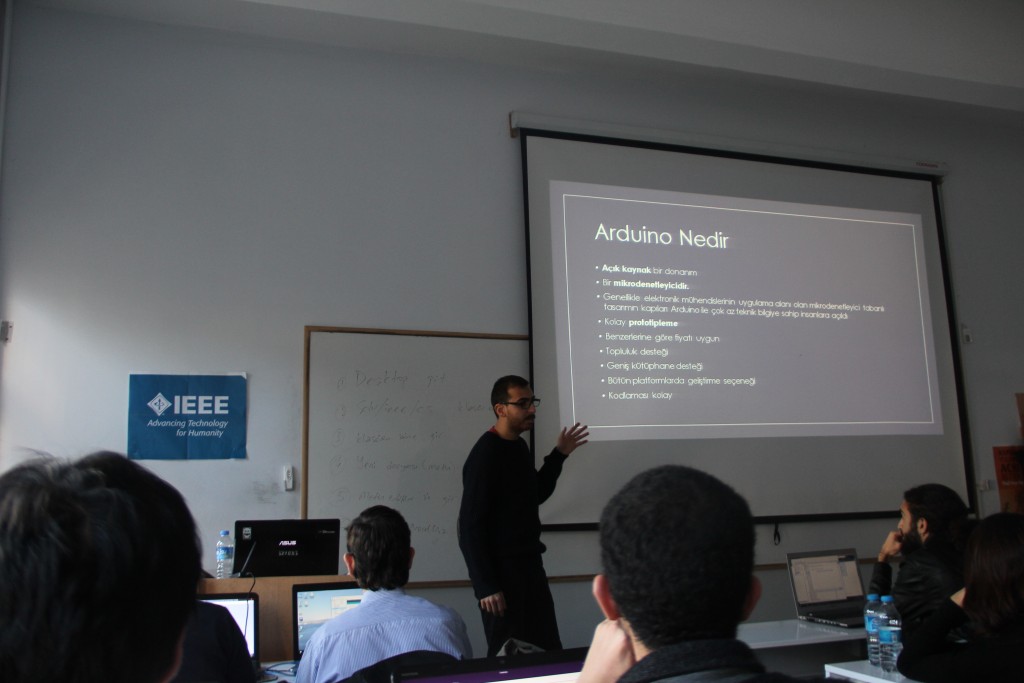 Arduino Nedir
• Açık kaynak bir donanım
• Bir mikrodenetleyicidir.
• Genellikle elektronik mühendislerinin uygulama alanı olan mikrodenetleyici tabanlı
tasarımın kapıları Arduino ile çok az teknik bilgiye sahip insanlara açıldı
• Kolay prototipleme
• Benzerlerine göre fiyatı uygun
• Topluluk desteği
• Geniş kütüphane desteği
• Bütün platformlarda geliştirme seçeneği
• Kodlaması kolay
IEEE
Advancing Technology
for Humanity
Desktop git
ASUS